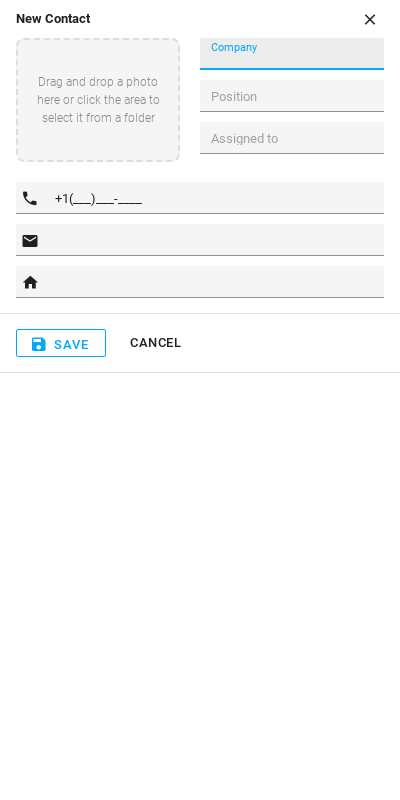 New Contact
Drag and drop a photo
here or click the area to
select it from a folder
Company
Position
Assigned to
+1(___)___-____
SAVE
CANCEL